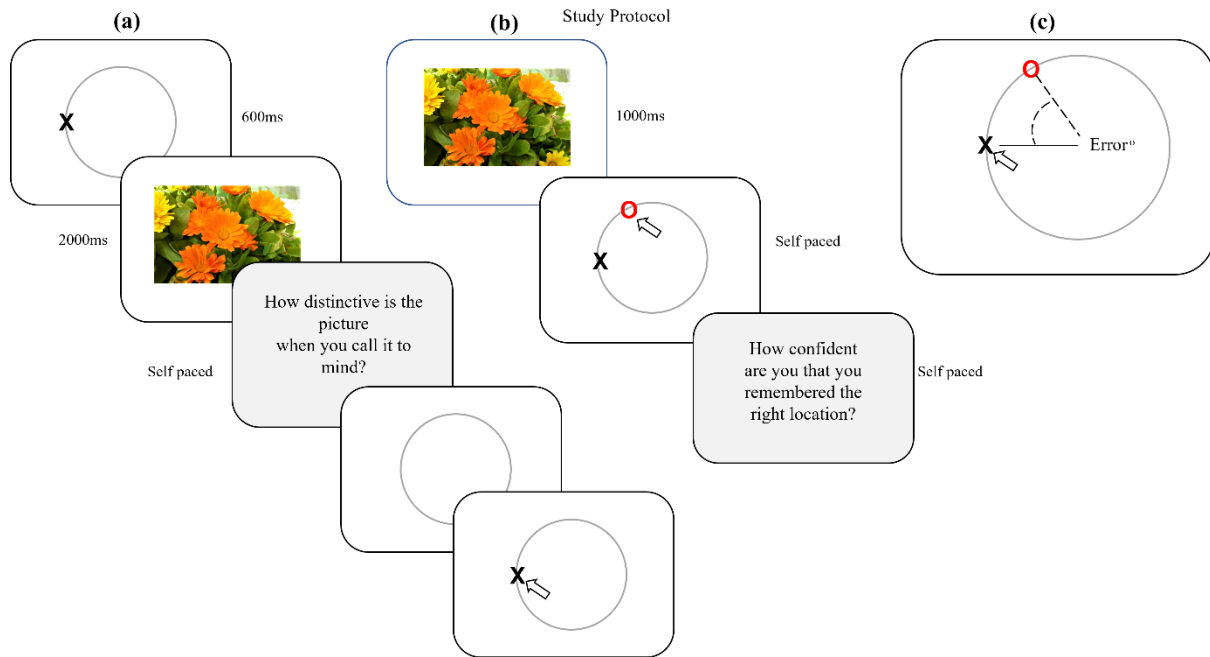 Study Protocol
(a)
X
600ms
2000ms
How distinctive is the
picture
when you call it to
mind?
Self paced
X
(b)
1000ms
O
X
Self paced
How confident
are you that you
remembered the
right location?
Self paced
(c)
O
X
Errorº